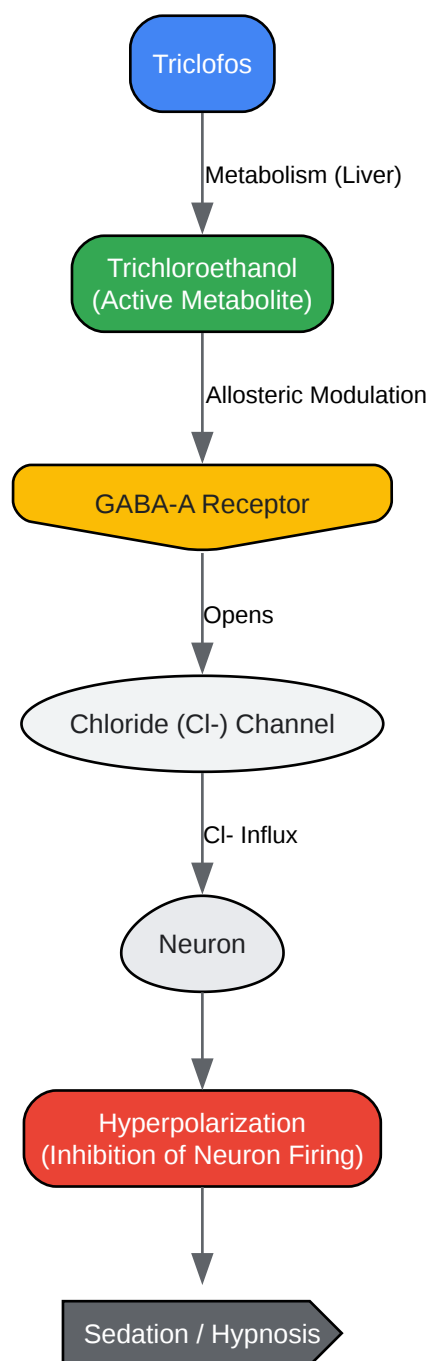 Triclofos
Metabolism (Liver)
Trichloroethanol
(Active Metabolite)
Allosteric Modulation
GABA-A Receptor
Opens
Chloride (Cl-) Channel
Cl- Influx
Neuron
Hyperpolarization
(Inhibition of Neuron Firing)
Sedation / Hypnosis